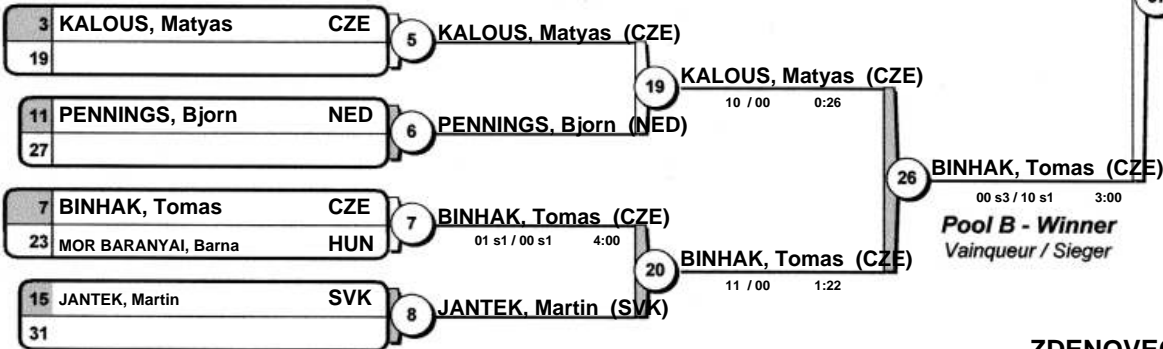 3 KALOUS, Matyas CZE
19
5
KALOUS, Matyas (CZE)
11 PENNINGS, Bjorn NED
27
6
PENNINGS, Bjorn (NED)
19
KALOUS, Matyas (CZE)
10 / 00 0:26
7 BINHAK, Tomas CZE
23 MOR BARANYAI, Barna HUN
7
BINHAK, Tomas (CZE)
01 s1 / 00 s1 4:00
15 JANTEK, Martin SVK
31
8
JANTEK, Martin (SVK)
20
BINHAK, Tomas (CZE)
11 / 00 1:22
26
BINHAK, Tomas (CZE)
00 s3 / 10 s1 3:00
Pool B - Winner
Vainqueur / Sieger